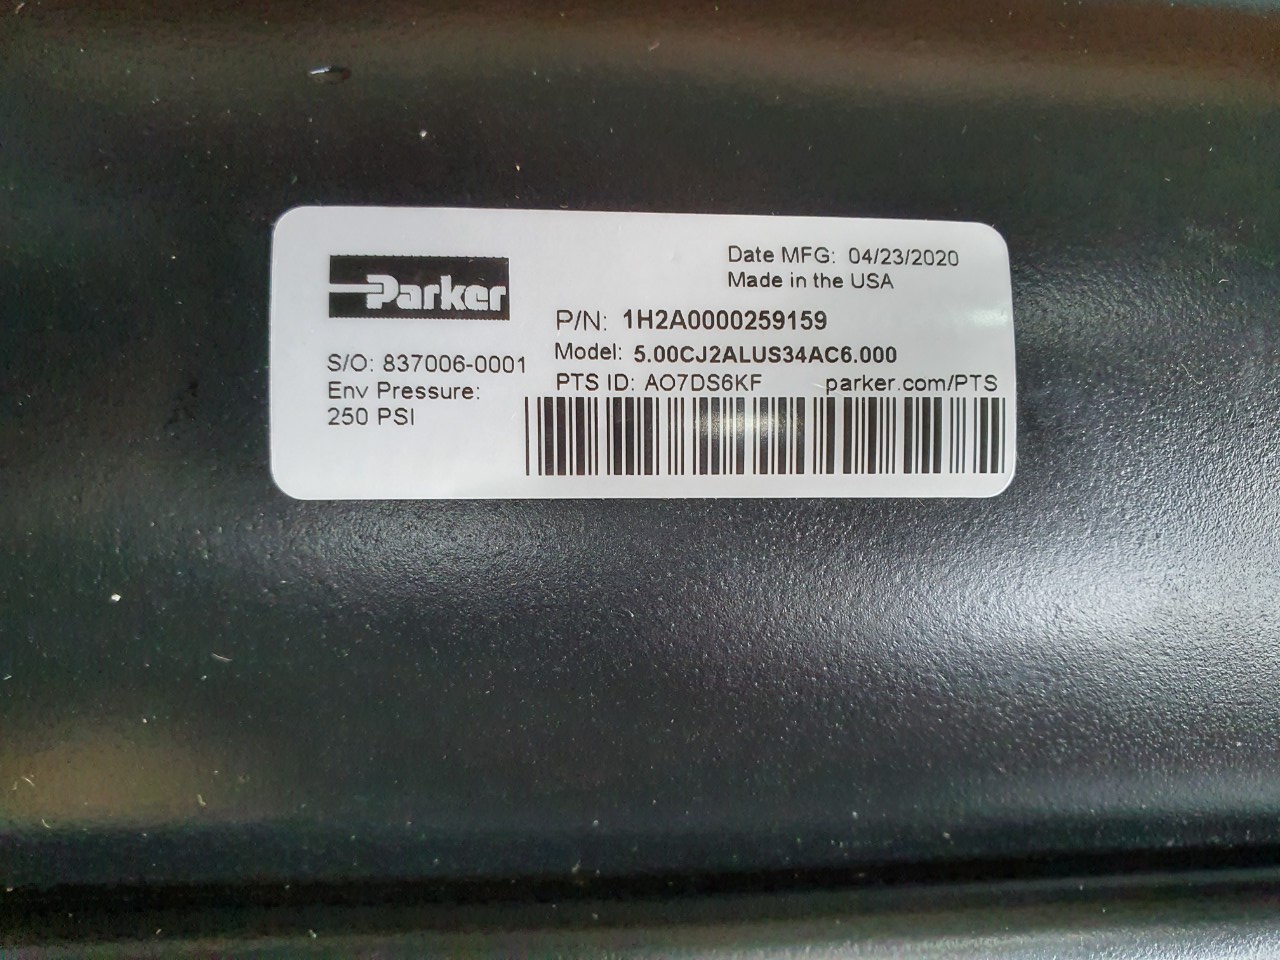 Parker
Date MFG: 04/23/2020
Made in the USA
P/N: 1H2A0000259159
Model: 5.00CJ2ALUS34AC6.000
S/O: 837006-0001
PTS ID: AO7DS6KF parker.com/PTS
Env Pressure:
250 PSI